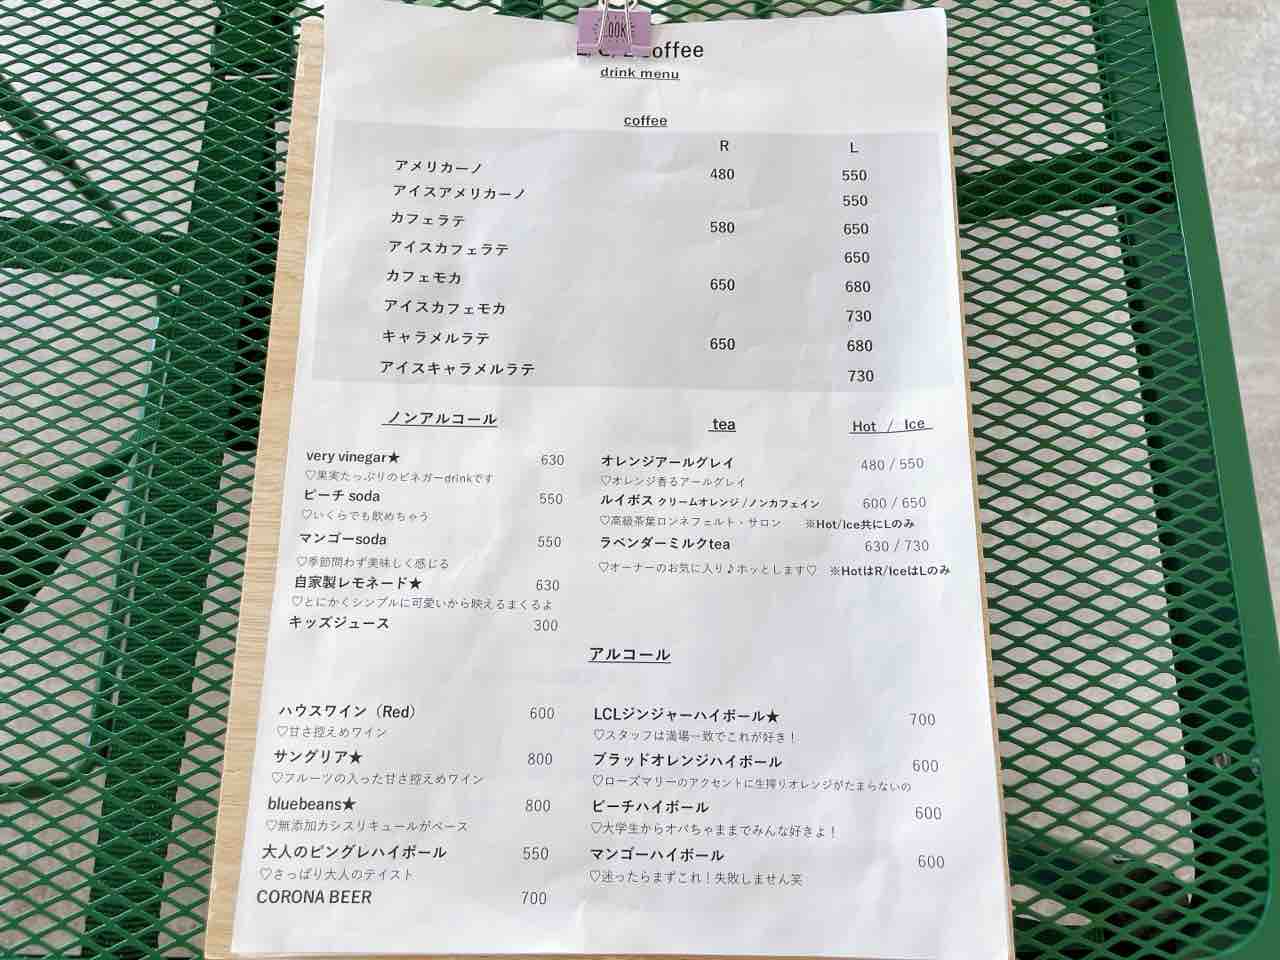 LOOK
coffee
drink menu
coffee
R L
アメリカーノ 480 550
アイスアメリカーノ 550
カフェラテ 580 650
アイスカフェラテ 650
カフェモカ 650 680
アイスカフェモカ 730
キャラメルラテ 650 680
アイスキャラメルラテ 730
ノンアルコール
very vinegar★ 630
♡果実たっぷりのビネガーdrinkです
ピーチ soda 550
♡いくらでも飲めちゃう
マンゴーsoda 550
♡季節問わず美味しく感じる
自家製レモネード★ 630
♡とにかくシンプルに可愛いから映えるまくるよ
キッズジュース 300
tea Hot / Ice
オレンジアールグレイ 480 / 550
♡オレンジ香るアールグレイ
ルイボス クリームオレンジ/ノンカフェイン 600 / 650
♡高級茶葉ロンネフェルト・サロン ※Hot/Ice共にLのみ
ラベンダーミルクtea 630 / 730
♡オーナーのお気に入り♪ホッとします♡ ※HotはR/IceはLのみ
アルコール
ハウスワイン（Red） 600
♡甘さ控えめワイン
サングリア★ 800
♡フルーツの入った甘さ控えめワイン
bluebeans★ 800
♡無添加カシスリキュールがベース
大人のピングレハイボール 550
♡さっぱり大人のテイスト
CORONA BEER 700
LCLジンジャーハイボール★ 700
♡スタッフは満場一致でこれが好き！
ブラッドオレンジハイボール 600
♡ローズマリーのアクセントに生搾りオレンジがたまらないの
ピーチハイボール 600
♡大学生からオバちゃままでみんな好きよ！
マンゴーハイボール 600
♡迷ったらまずこれ！失敗しません笑